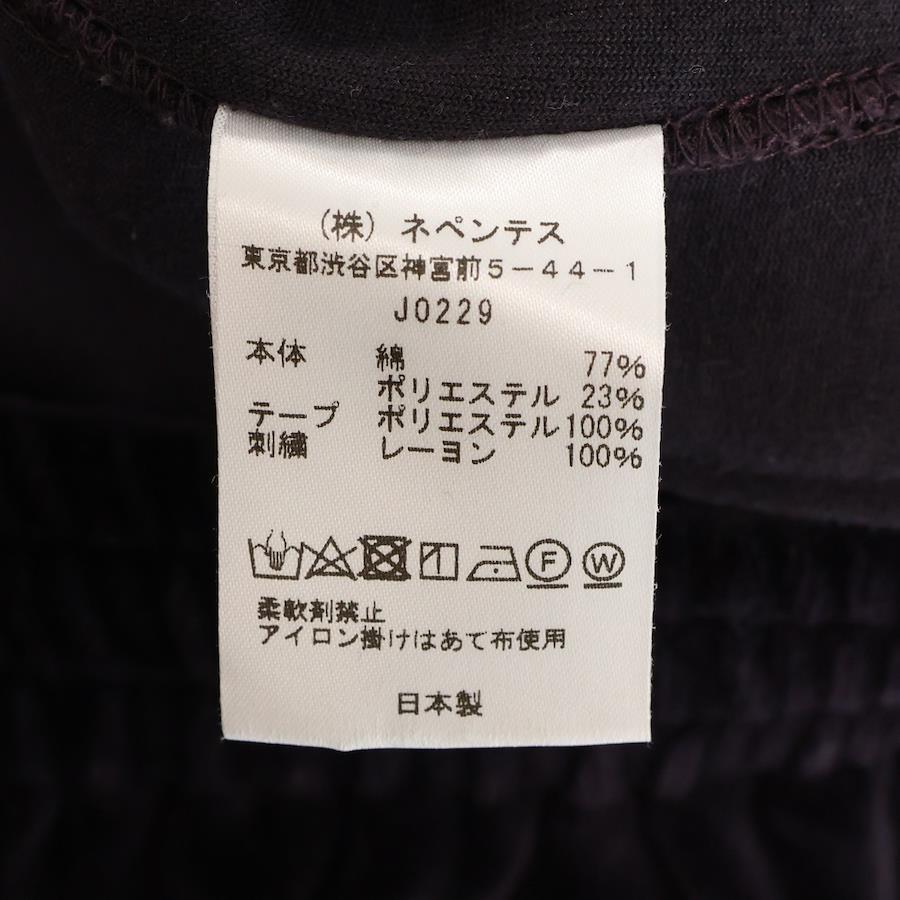 (株) ネペンテス
東京都渋谷区神宮前5-44-1
J0229
本体 綿 77%
ポリエステル 23%
テープ ポリエステル 100%
刺繍 レーヨン 100%
F W
柔軟剤禁止
アイロン掛けはあて布使用
日本製